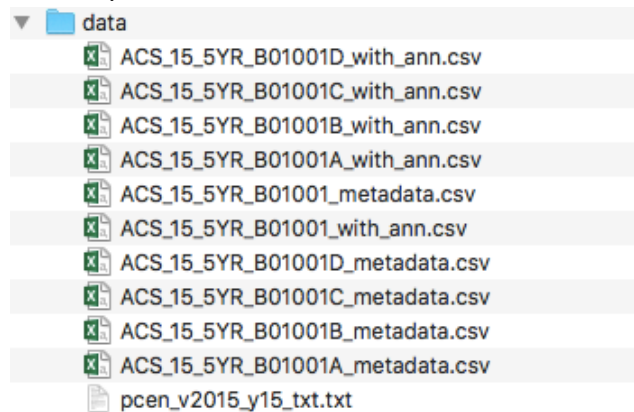 data
ACS_15_5YR_B01001D_with_ann.csv
ACS_15_5YR_B01001C_with_ann.csv
ACS_15_5YR_B01001B_with_ann.csv
ACS_15_5YR_B01001A_with_ann.csv
ACS_15_5YR_B01001_metadata.csv
ACS_15_5YR_B01001_with_ann.csv
ACS_15_5YR_B01001D_metadata.csv
ACS_15_5YR_B01001C_metadata.csv
ACS_15_5YR_B01001B_metadata.csv
ACS_15_5YR_B01001A_metadata.csv
pcen_v2015_y15_txt.txt